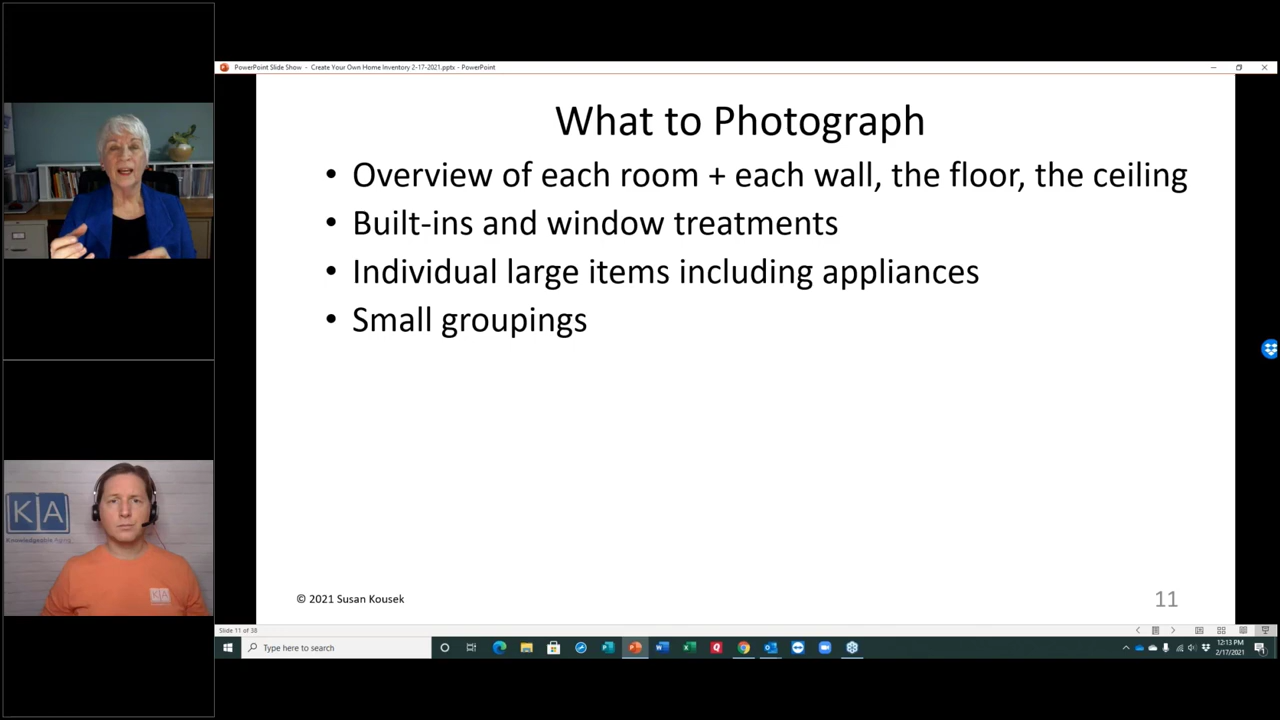 PowerPoint Slide Show - Create Your Own Home Inventory 2-17-2021.pptx - PowerPoint
What to Photograph
• Overview of each room + each wall, the floor, the ceiling
• Built-ins and window treatments
• Individual large items including appliances
• Small groupings
K|A
Knowledgeable Aging
K|A
© 2021 Susan Kousek
11
Slide 11 of 38
Type here to search
12:13 PM
2/17/2021